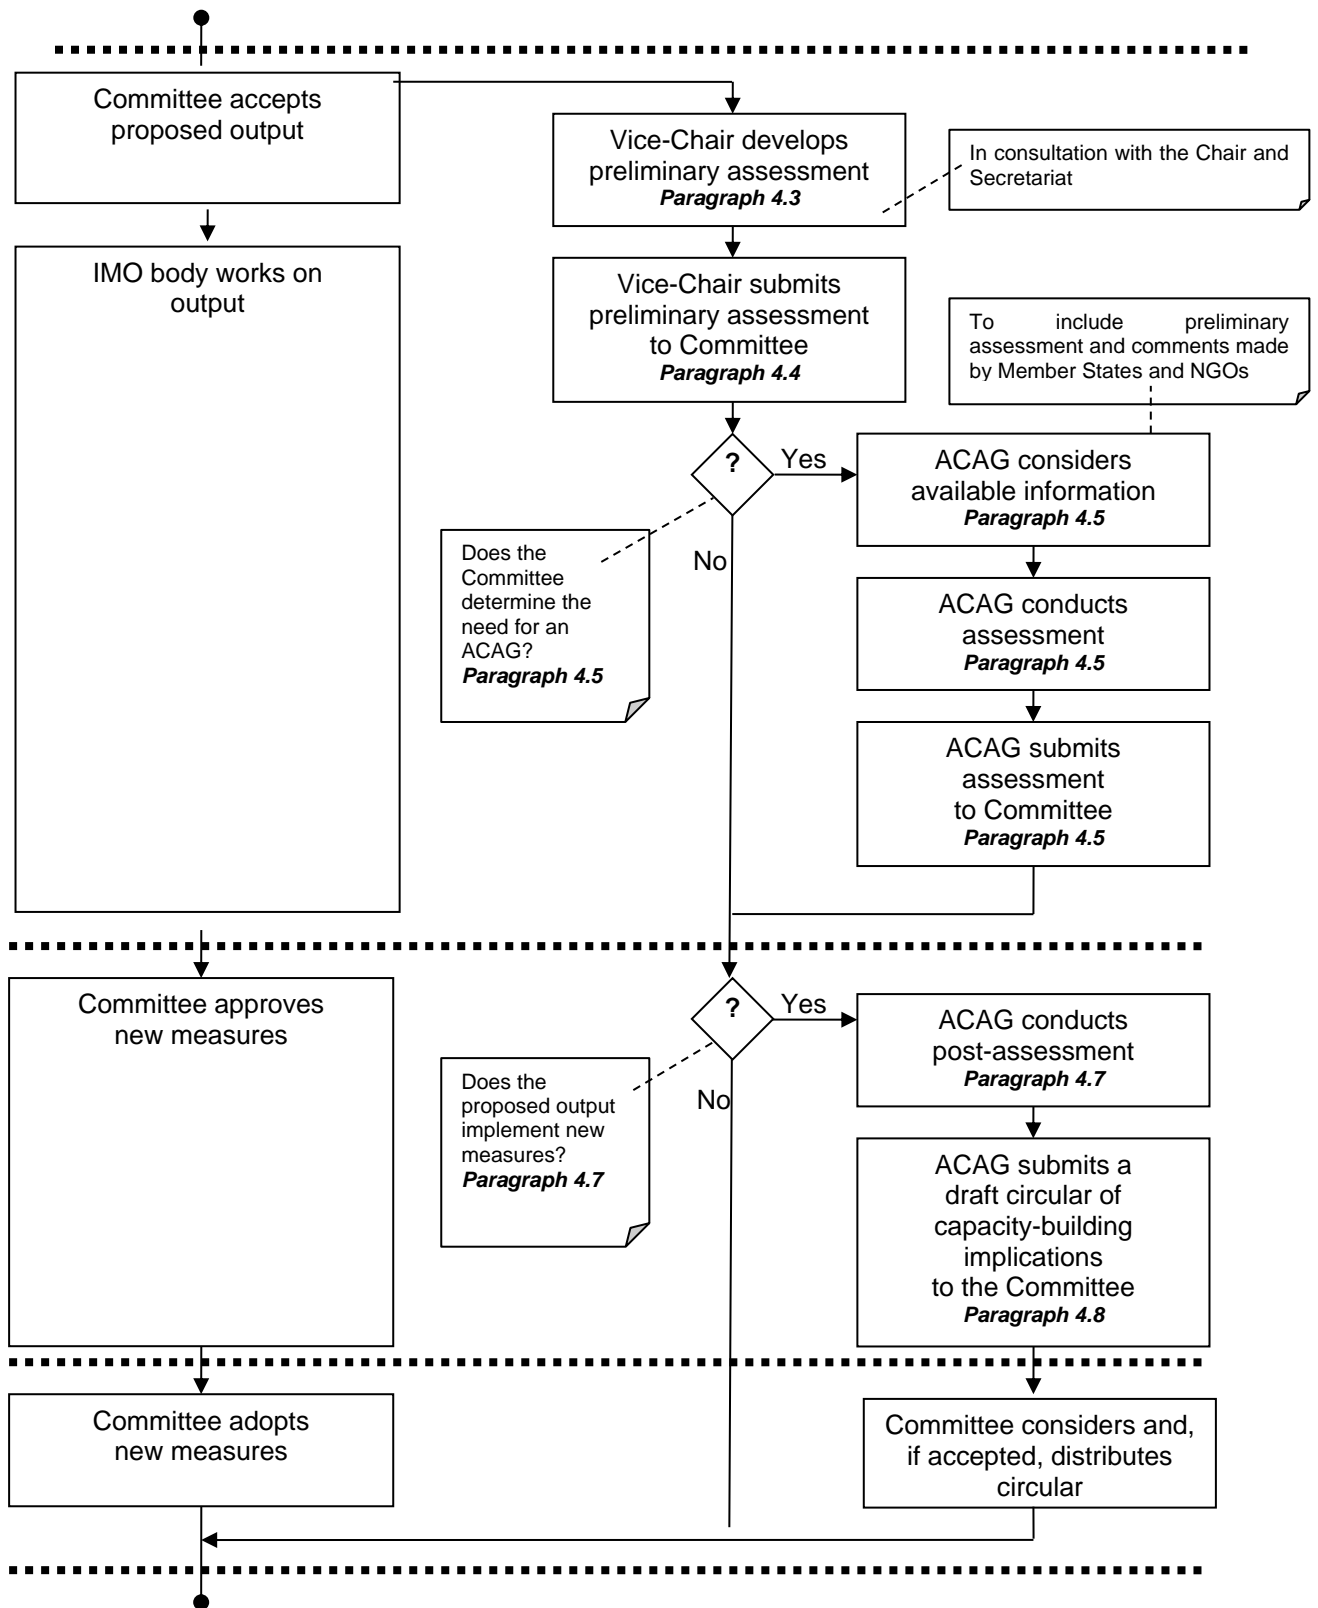 Committee accepts
proposed output
Vice-Chair develops
preliminary assessment
Paragraph 4.3
In consultation with the Chair and
Secretariat
IMO body works on
output
Vice-Chair submits
preliminary assessment
to Committee
Paragraph 4.4
To include preliminary
assessment and comments made
by Member States and NGOs
?
Yes
ACAG considers
available information
Paragraph 4.5
Does the
Committee
determine the
need for an
ACAG?
Paragraph 4.5
No
ACAG conducts
assessment
Paragraph 4.5
ACAG submits
assessment
to Committee
Paragraph 4.5
Committee approves
new measures
?
Yes
ACAG conducts
post-assessment
Paragraph 4.7
Does the
proposed output
implement new
measures?
Paragraph 4.7
No
ACAG submits a
draft circular of
capacity-building
implications
to the Committee
Paragraph 4.8
Committee adopts
new measures
Committee considers and,
if accepted, distributes
circular